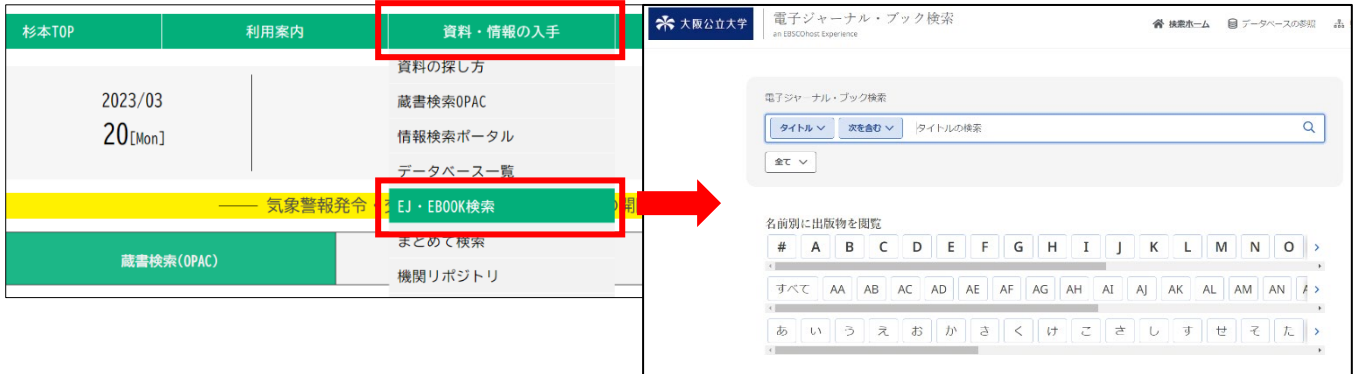 杉本TOP
利用案内
資料・情報の入手
2023/03
20[Mon]
資料の探し方
蔵書検索OPAC
情報検索ポータル
データベース一覧
EJ・EBOOK検索
まとめて検索
機関リポジトリ
気象警報発令・
蔵書検索(OPAC)
大阪公立大学
電子ジャーナル・ブック検索
an EBSCOhost Experience
検索ホーム
データベースの参照
電子ジャーナル・ブック検索
タイトル 次を含む タイトルの検索
全て
名前別に出版物を閲覧
# A B C D E F G H I J K L M N O
すべて AA AB AC AD AE AF AG AH AI AJ AK AL AM AN
あ い う え お か き く け こ さ し す せ そ た